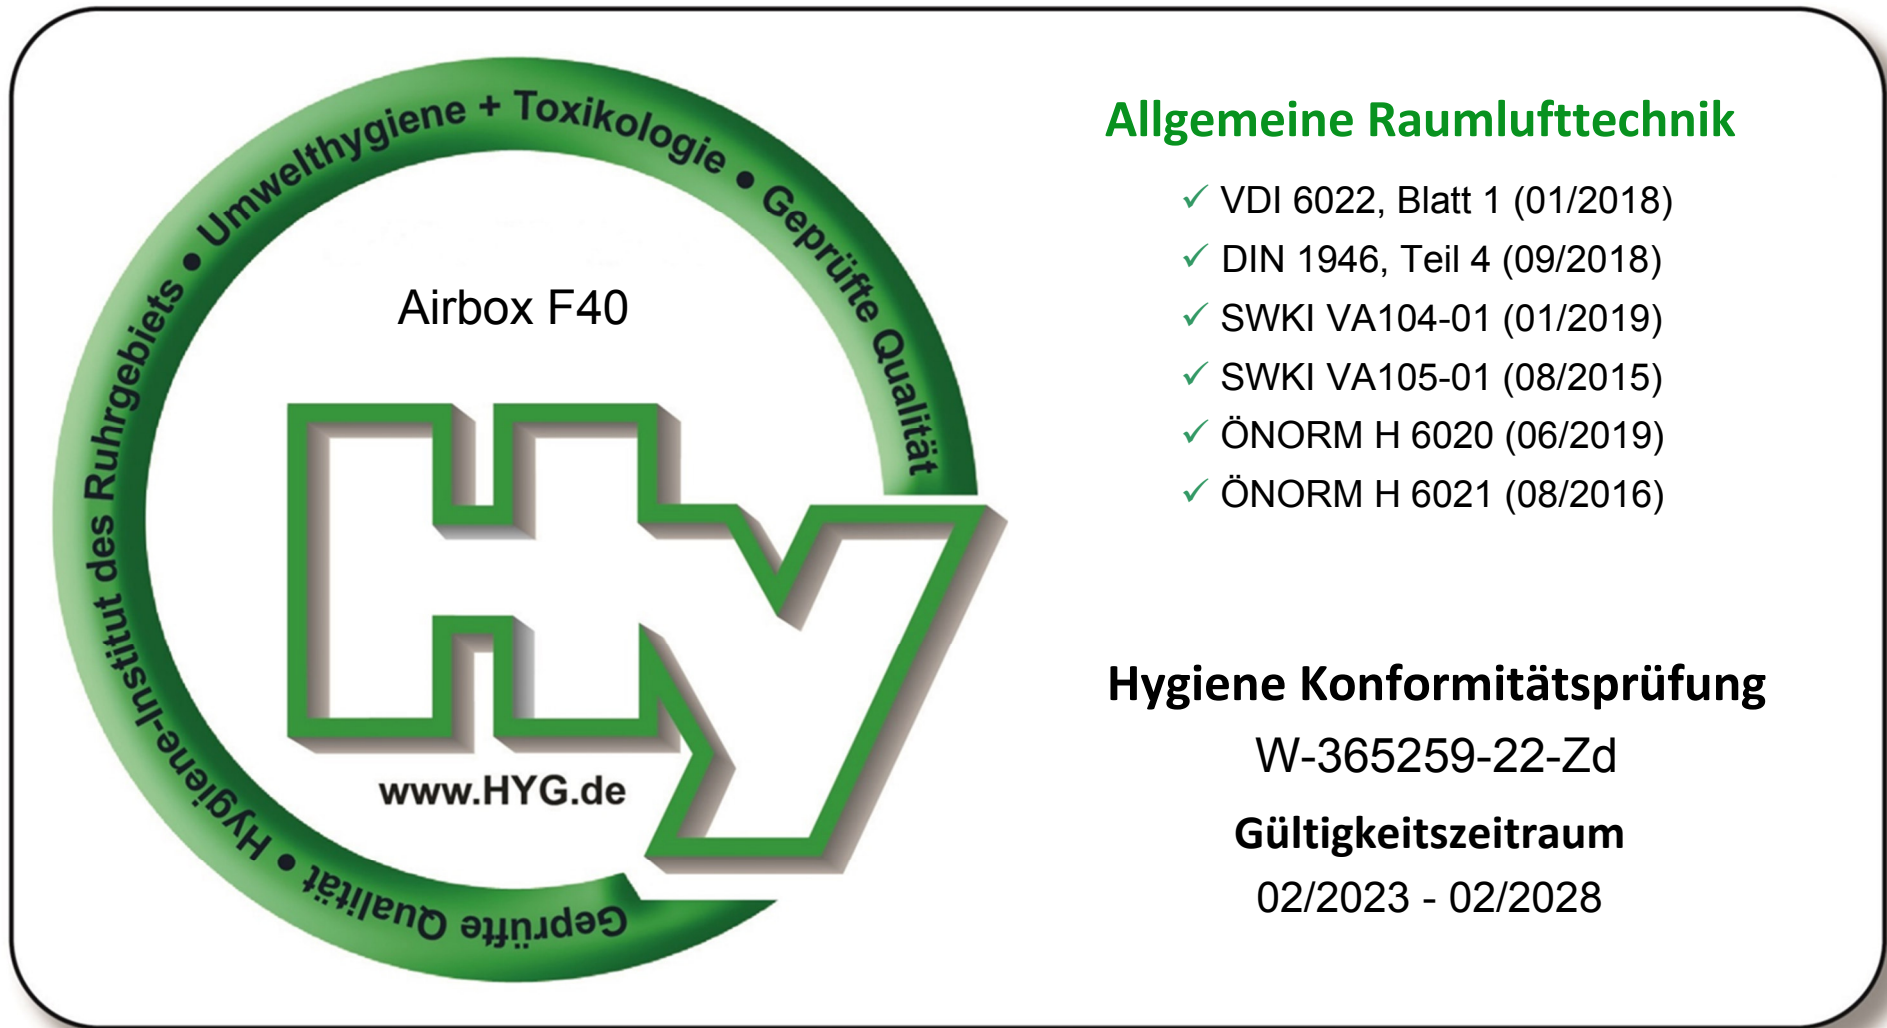 Geprüfte Qualität ● Hygiene-Institut des Ruhrgebiets ● Umwelthygiene + Toxikologie ● Geprüfte Qualität
Airbox F40
Hy
www.HYG.de
Allgemeine Raumlufttechnik
✓ VDI 6022, Blatt 1 (01/2018)
✓ DIN 1946, Teil 4 (09/2018)
✓ SWKI VA104-01 (01/2019)
✓ SWKI VA105-01 (08/2015)
✓ ÖNORM H 6020 (06/2019)
✓ ÖNORM H 6021 (08/2016)
Hygiene Konformitätsprüfung
W-365259-22-Zd
Gültigkeitszeitraum
02/2023 - 02/2028